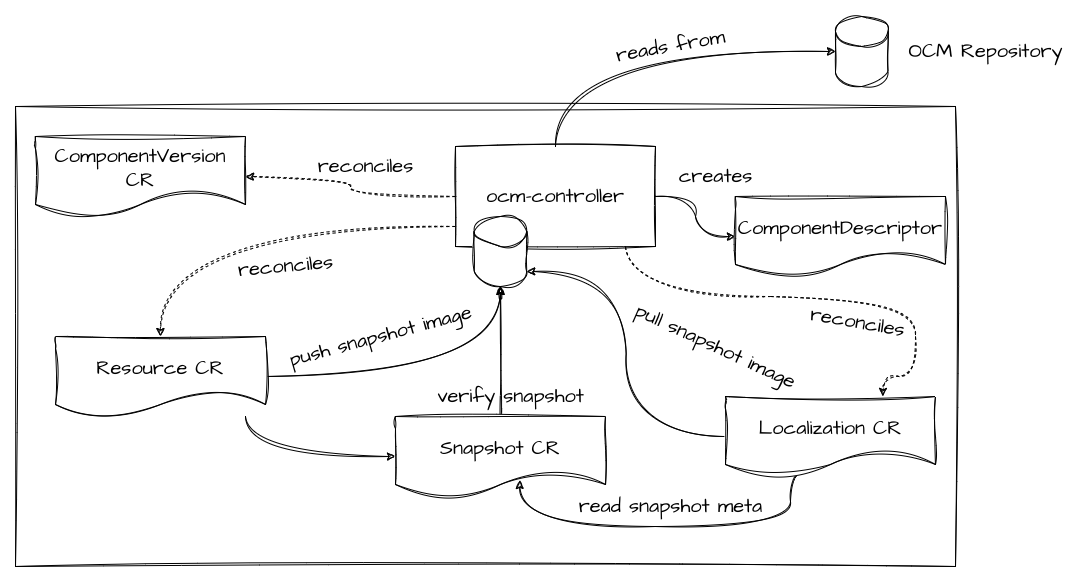 reads from
OCM Repository
ComponentVersion
CR
reconciles
ocm-controller
creates
ComponentDescriptor
reconciles
reconciles
push snapshot image
pull snapshot image
Resource CR
verify snapshot
Snapshot CR
Localization CR
read snapshot meta